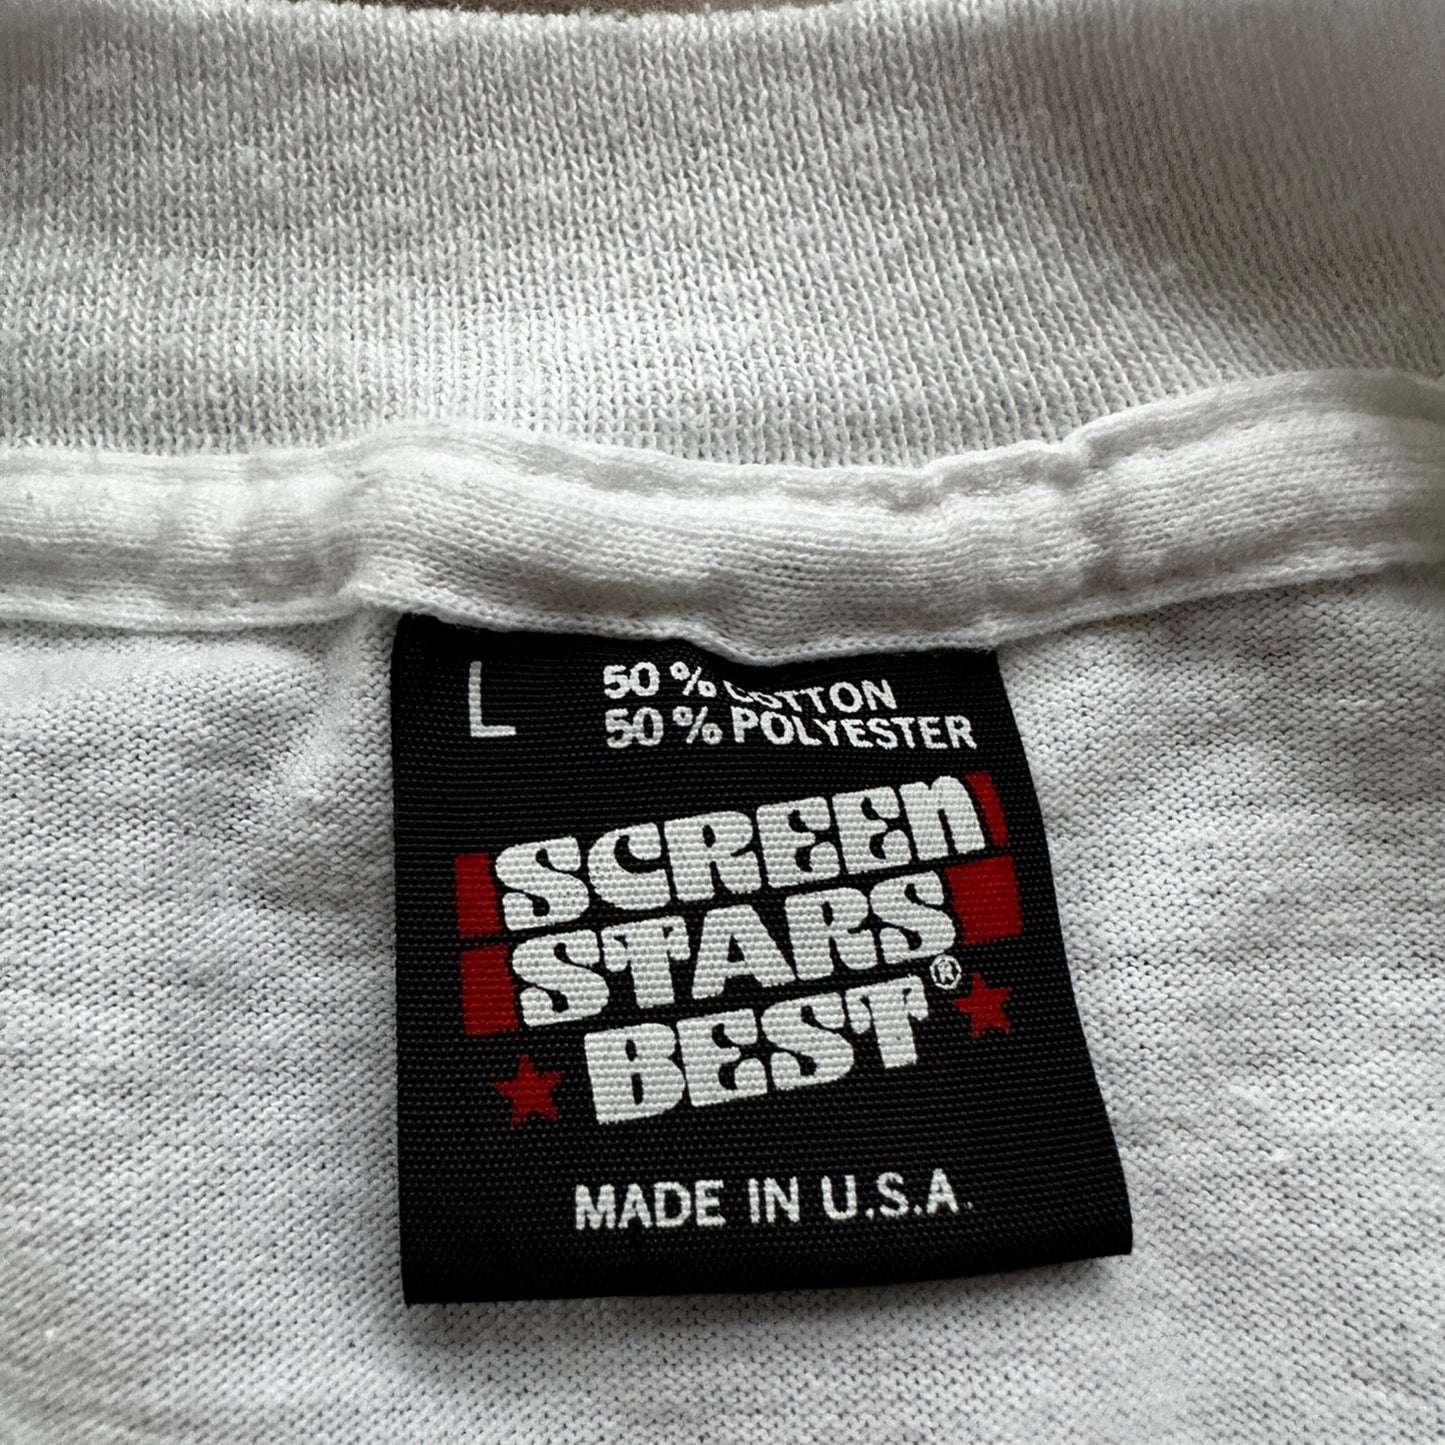 L
50 % COTTON
50 % POLYESTER
SCREEn
STARS
BEST®
MADE IN U.S.A.